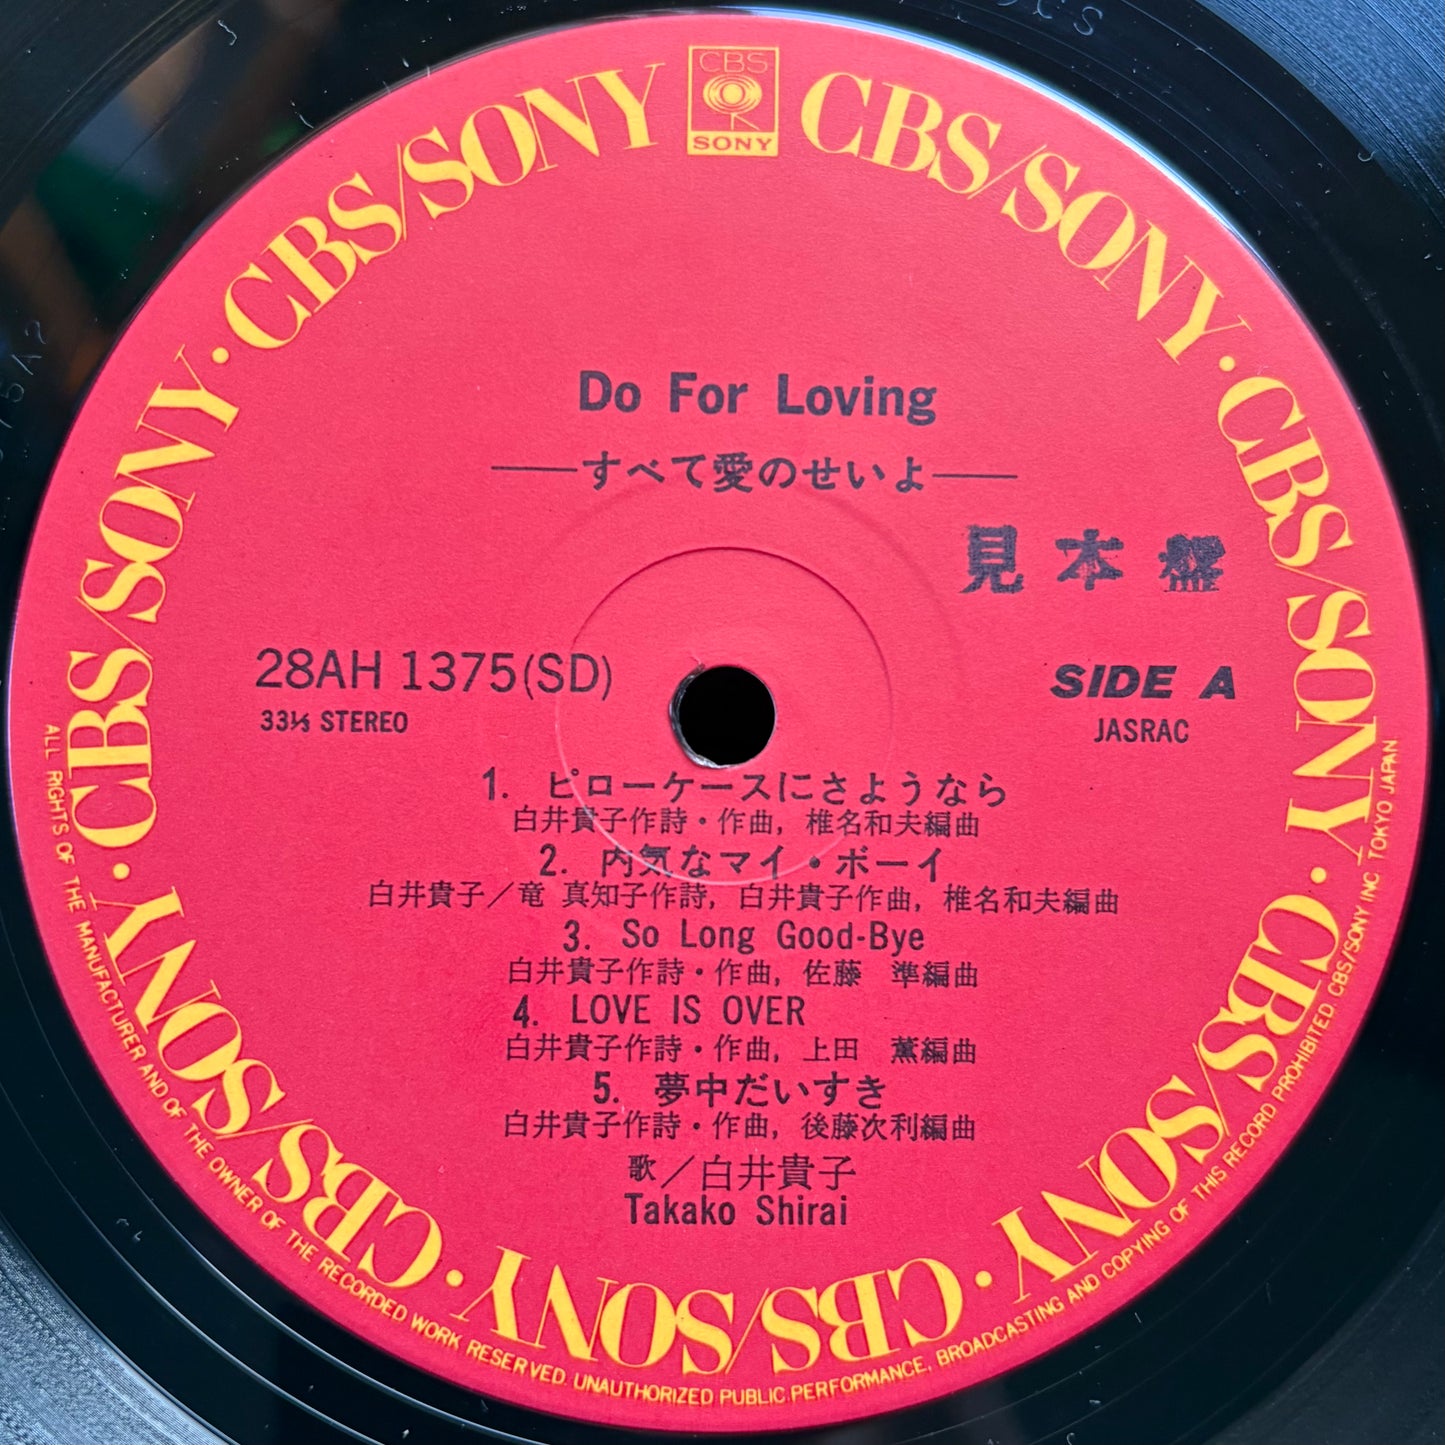 CBS
SONY
CBS/SONY · CBS/SONY · CBS/SONY · CBS/SONY · CBS/SONY · CBS/SONY · CBS/SONY · CBS/SONY
Do For Loving
——すべて愛のせいよ——
見本盤
28AH 1375(SD)
33⅓ STEREO
SIDE A
JASRAC
1. ピローケースにさようなら
白井貴子作詩・作曲, 椎名和夫編曲
2. 内気なマイ・ボーイ
白井貴子／竜 真知子作詩, 白井貴子作曲, 椎名和夫編曲
3. So Long Good-Bye
白井貴子作詩・作曲, 佐藤 準編曲
4. LOVE IS OVER
白井貴子作詩・作曲, 上田 薫編曲
5. 夢中だいすき
白井貴子作詩・作曲, 後藤次利編曲
歌／白井貴子
Takako Shirai
ALL RIGHTS OF THE MANUFACTURER AND OF THE OWNER OF THE RECORDED WORK RESERVED. UNAUTHORIZED PUBLIC PERFORMANCE, BROADCASTING AND COPYING OF THIS RECORD PROHIBITED. CBS/SONY INC. TOKYO JAPAN